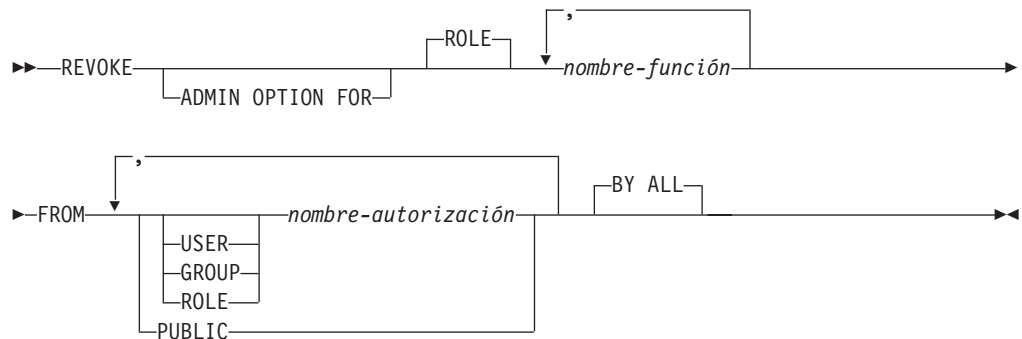 ,
ROLE
REVOKE nombre-función
ADMIN OPTION FOR
,
BY ALL
FROM nombre-autorización
USER
GROUP
ROLE
PUBLIC